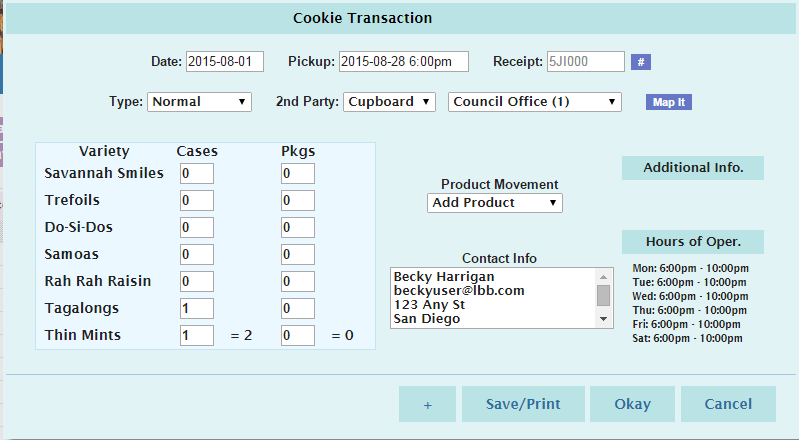 Cookie Transaction
Date: 2015-08-01 Pickup: 2015-08-28 6:00pm Receipt: 5JI000 #
Type: Normal 2nd Party: Cupboard Council Office (1) Map It
Variety Cases Pkgs
Savannah Smiles 0 0
Trefoils 0 0
Do-Si-Dos 0 0
Samoas 0 0
Rah Rah Raisin 0 0
Tagalongs 1 0
Thin Mints 1 = 2 0 = 0
Product Movement
Add Product
Contact Info
Becky Harrigan
beckyuser@lbb.com
123 Any St
San Diego
Additional Info.
Hours of Oper.
Mon: 6:00pm - 10:00pm
Tue: 6:00pm - 10:00pm
Wed: 6:00pm - 10:00pm
Thu: 6:00pm - 10:00pm
Fri: 6:00pm - 10:00pm
Sat: 6:00pm - 10:00pm
+ Save/Print Okay Cancel